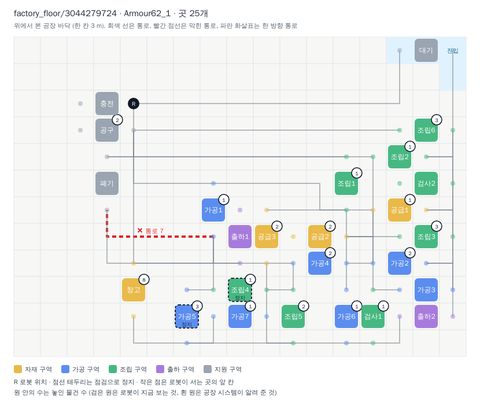 factory_floor/3044279724 · Armour62_1 · 곳 25개
위에서 본 공장 바닥 (한 칸 3 m). 회색 선은 통로, 빨간 점선은 막힌 통로, 파란 화살표는 한 방향 통로
대기
진입
충전
R
공구
2
조립6
3
조립2
1
폐기
조립1
1
검사2
가공1
1
공급1
1
✕ 통로 7
출하1
공급3
2
공급2
2
조립3
3
가공4
2
가공2
2
창고
8
조립4
1
정지
가공3
가공5
3
정지
가공7
1
조립5
2
가공6
1
검사1
1
출하2
자재 구역
가공 구역
조립 구역
출하 구역
지원 구역
R 로봇 위치 · 점선 테두리는 점검으로 정지 · 작은 점은 로봇이 서는 곳의 앞 칸
원 안의 수는 놓인 물건 수 (검은 원은 로봇이 지금 보는 것, 흰 원은 공장 시스템이 알려 준 것)